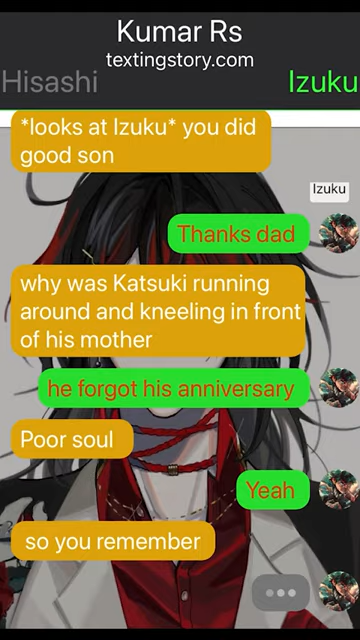 Kumar Rs
textingstory.com
Hisashi
Izuku
*looks at Izuku* you did
good son
Izuku
Thanks dad
why was Katsuki running
around and kneeling in front
of his mother
he forgot his anniversary
Poor soul
Yeah
so you remember